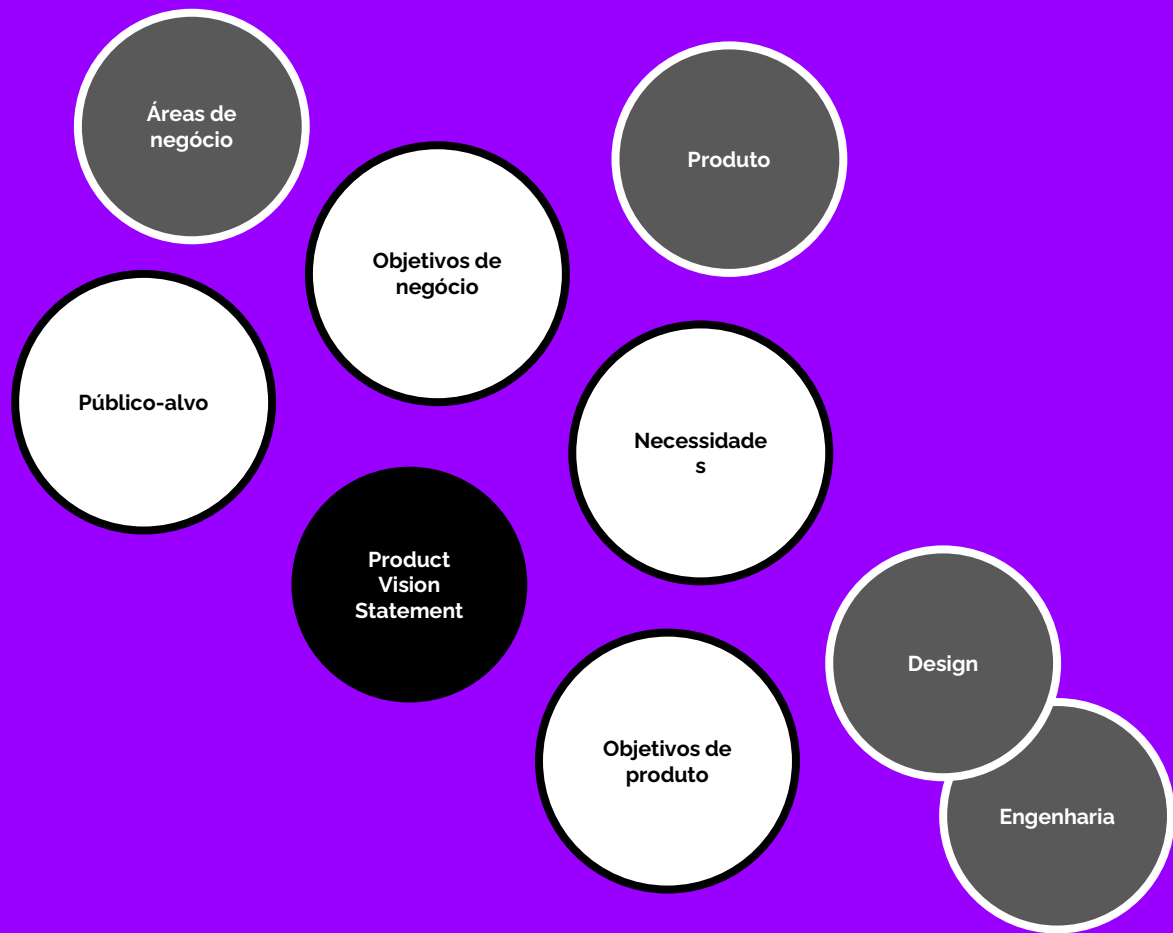 Áreas de
negócio
Produto
Objetivos de
negócio
Público-alvo
Necessidade
s
Product
Vision
Statement
Design
Objetivos de
produto
Engenharia